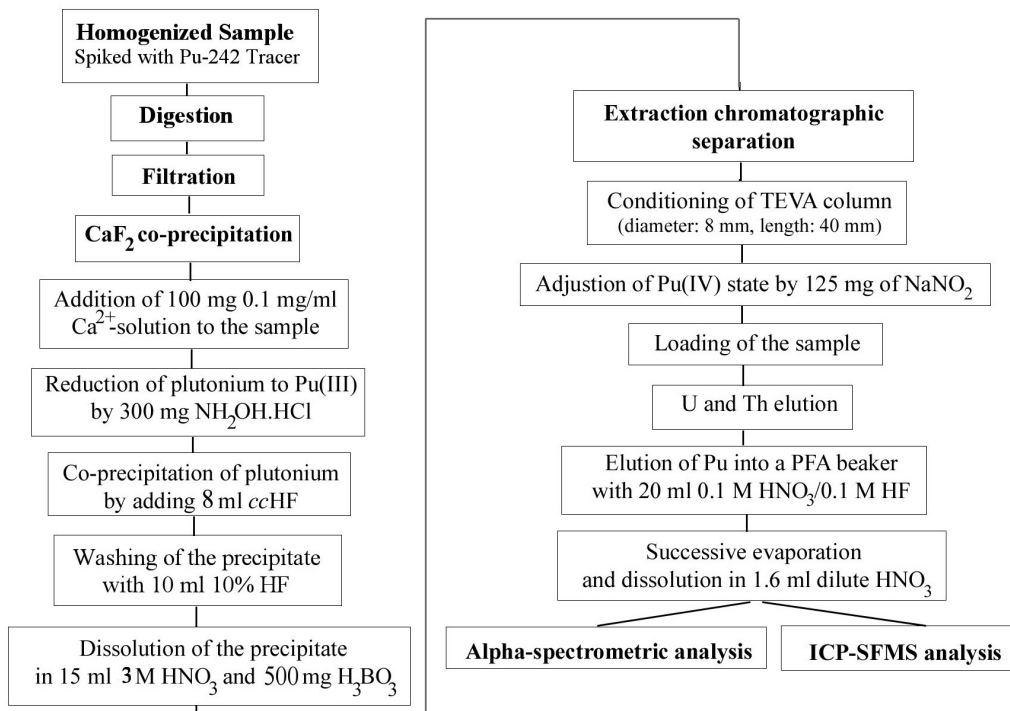 Homogenized Sample
Spiked with Pu-242 Tracer
Digestion
Filtration
CaF₂ co-precipitation
Addition of 100 mg 0.1 mg/ml
Ca²⁺-solution to the sample
Reduction of plutonium to Pu(III)
by 300 mg NH₂OH.HCl
Co-precipitation of plutonium
by adding 8 ml ccHF
Washing of the precipitate
with 10 ml 10% HF
Dissolution of the precipitate
in 15 ml 3M HNO₃ and 500 mg H₃BO₃
Extraction chromatographic
separation
Conditioning of TEVA column
(diameter: 8 mm, length: 40 mm)
Adjustion of Pu(IV) state by 125 mg of NaNO₂
Loading of the sample
U and Th elution
Elution of Pu into a PFA beaker
with 20 ml 0.1 M HNO₃/0.1 M HF
Successive evaporation
and dissolution in 1.6 ml dilute HNO₃
Alpha-spectrometric analysis
ICP-SFMS analysis